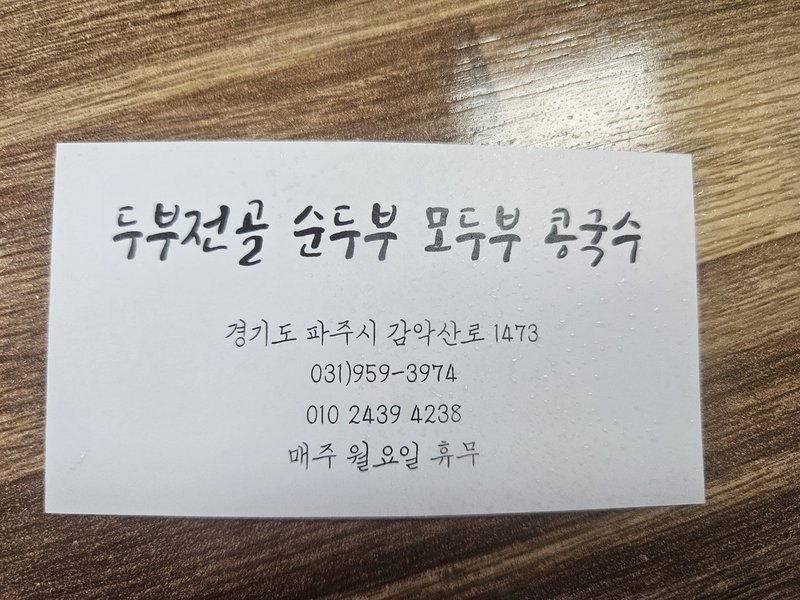 두부전골 순두부 모두부 콩국수
경기도 파주시 감악산로 1473
031)959-3974
010 2439 4238
매주 월요일 휴무